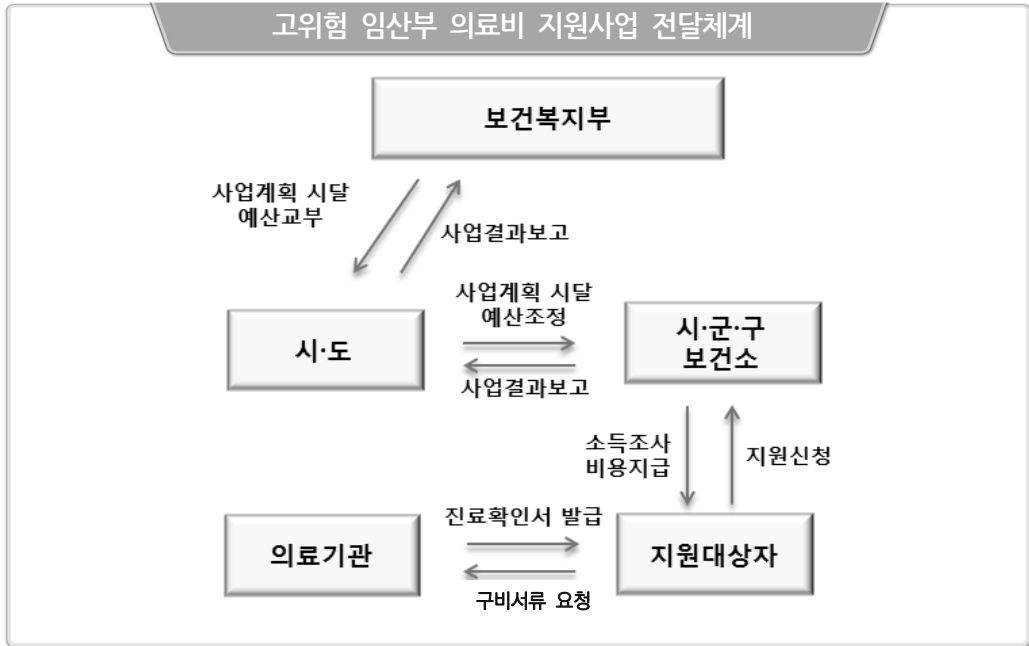 고위험 임산부 의료비 지원사업 전달체계
보건복지부
사업계획 시달
예산교부
사업결과보고
사업계획 시달
예산조정
시·도
시·군·구
보건소
사업결과보고
소득조사
비용지급
지원신청
진료확인서 발급
의료기관
지원대상자
구비서류 요청